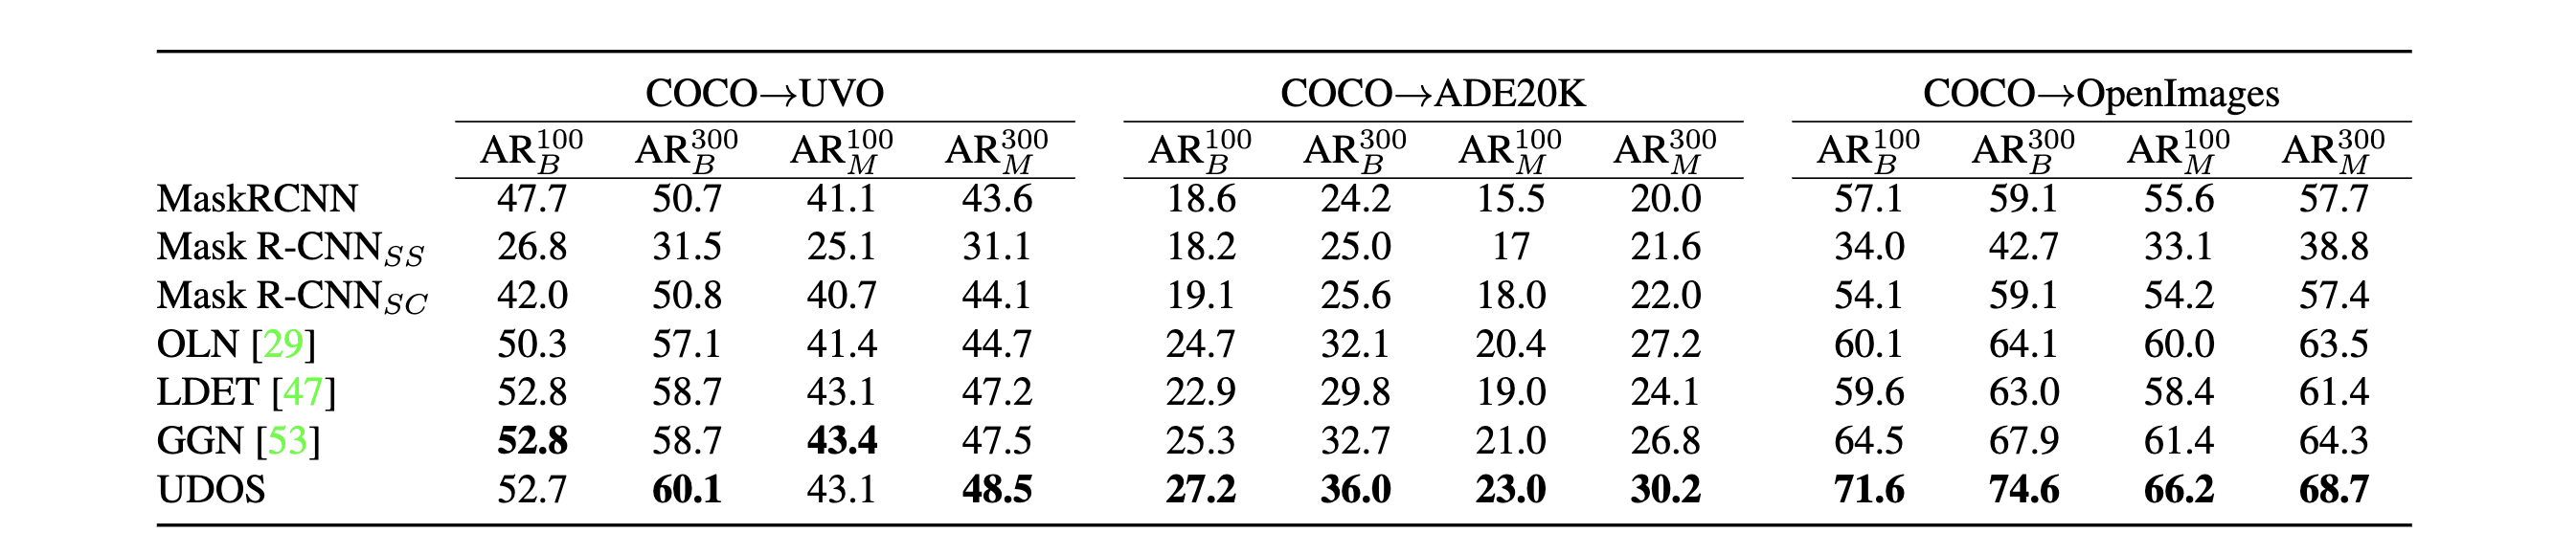 COCO→UVO COCO→ADE20K COCO→OpenImages
AR_B^100 AR_B^300 AR_M^100 AR_M^300 AR_B^100 AR_B^300 AR_M^100 AR_M^300 AR_B^100 AR_B^300 AR_M^100 AR_M^300
MaskRCNN 47.7 50.7 41.1 43.6 18.6 24.2 15.5 20.0 57.1 59.1 55.6 57.7
Mask R-CNN_SS 26.8 31.5 25.1 31.1 18.2 25.0 17 21.6 34.0 42.7 33.1 38.8
Mask R-CNN_SC 42.0 50.8 40.7 44.1 19.1 25.6 18.0 22.0 54.1 59.1 54.2 57.4
OLN [29] 50.3 57.1 41.4 44.7 24.7 32.1 20.4 27.2 60.1 64.1 60.0 63.5
LDET [47] 52.8 58.7 43.1 47.2 22.9 29.8 19.0 24.1 59.6 63.0 58.4 61.4
GGN [53] 52.8 58.7 43.4 47.5 25.3 32.7 21.0 26.8 64.5 67.9 61.4 64.3
UDOS 52.7 60.1 43.1 48.5 27.2 36.0 23.0 30.2 71.6 74.6 66.2 68.7